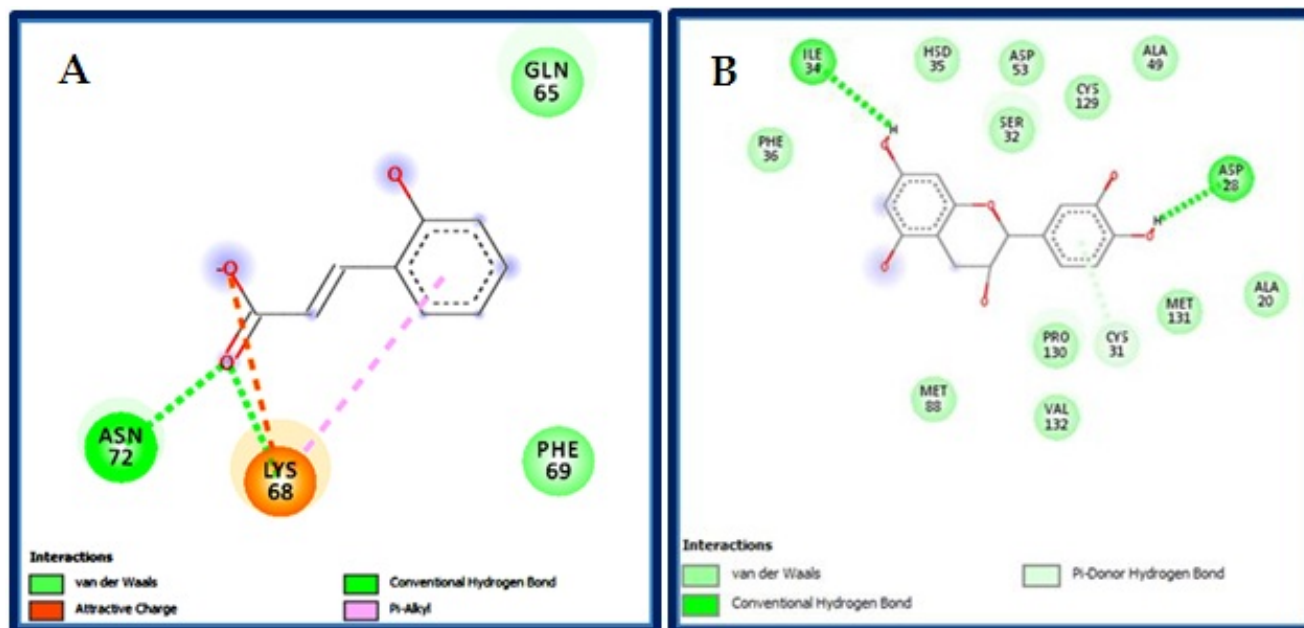 A
GLN
65
O
-O
O
ASN
72
LYS
68
PHE
69
Interactions
van der Waals
Conventional Hydrogen Bond
Attractive Charge
Pi-Alkyl
B
ILE
34
HSD
35
ASP
53
ALA
49
CYS
129
SER
32
PHE
36
H
O
O
O
ASP
28
H
O
O
O
ALA
20
MET
131
PRO
130
CYS
31
MET
88
VAL
132
Interactions
van der Waals
Pi-Donor Hydrogen Bond
Conventional Hydrogen Bond